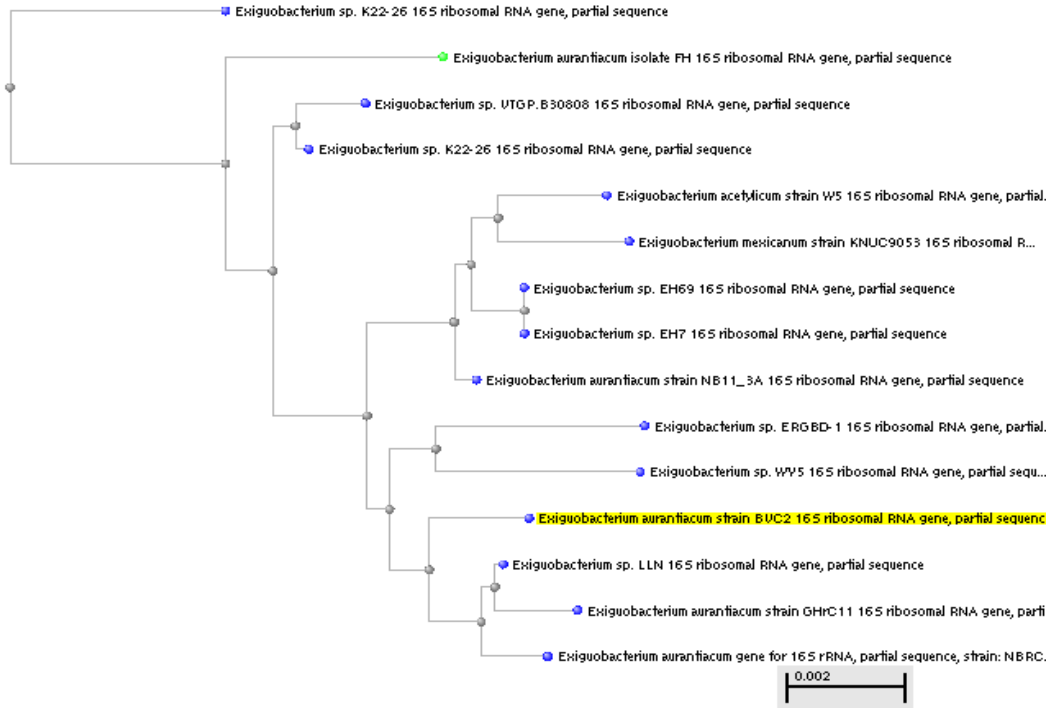 Exiguobacterium sp. K22-26 16S ribosomal RNA gene, partial sequence
Exiguobacterium aurantiacum isolate FH 16S ribosomal RNA gene, partial sequence
Exiguobacterium sp. VTGP.B30808 16S ribosomal RNA gene, partial sequence
Exiguobacterium sp. K22-26 16S ribosomal RNA gene, partial sequence
Exiguobacterium acetylicum strain W5 16S ribosomal RNA gene, partial.
Exiguobacterium mexicanum strain KNUC9053 16S ribosomal R...
Exiguobacterium sp. EH69 16S ribosomal RNA gene, partial sequence
Exiguobacterium sp. EH7 16S ribosomal RNA gene, partial sequence
Exiguobacterium aurantiacum strain NB11_3A 16S ribosomal RNA gene, partial sequence
Exiguobacterium sp. ERGBD-1 16S ribosomal RNA gene, partial.
Exiguobacterium sp. WY5 16S ribosomal RNA gene, partial sequ...
Exiguobacterium aurantiacum strain BVC2 16S ribosomal RNA gene, partial sequenc
Exiguobacterium sp. LLN 16S ribosomal RNA gene, partial sequence
Exiguobacterium aurantiacum strain GHrC11 16S ribosomal RNA gene, parti
Exiguobacterium aurantiacum gene for 16S rRNA, partial sequence, strain: NBRC.
0.002